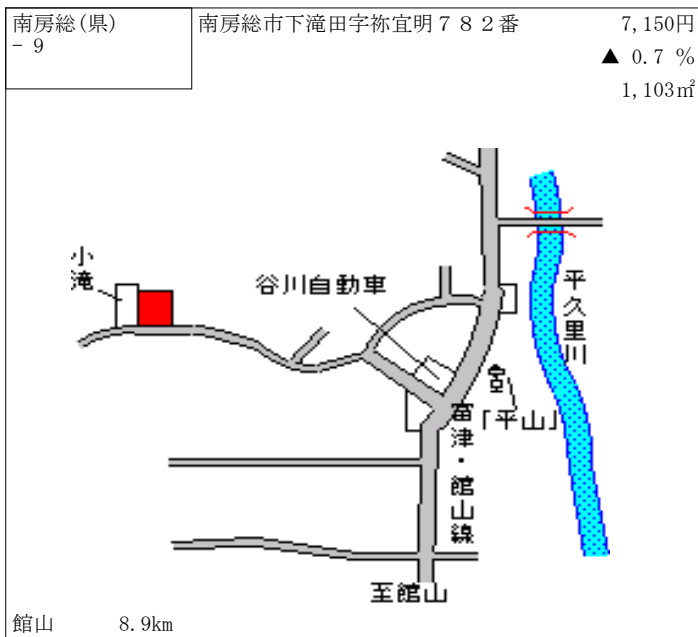 南房総(県)
- 9
南房総市下滝田字祢宜明７８２番
7,150円
▲ 0.7 %
1,103㎡
小滝
谷川自動車
平久里川
「平山」
富津・館山線
至館山
館山 8.9km